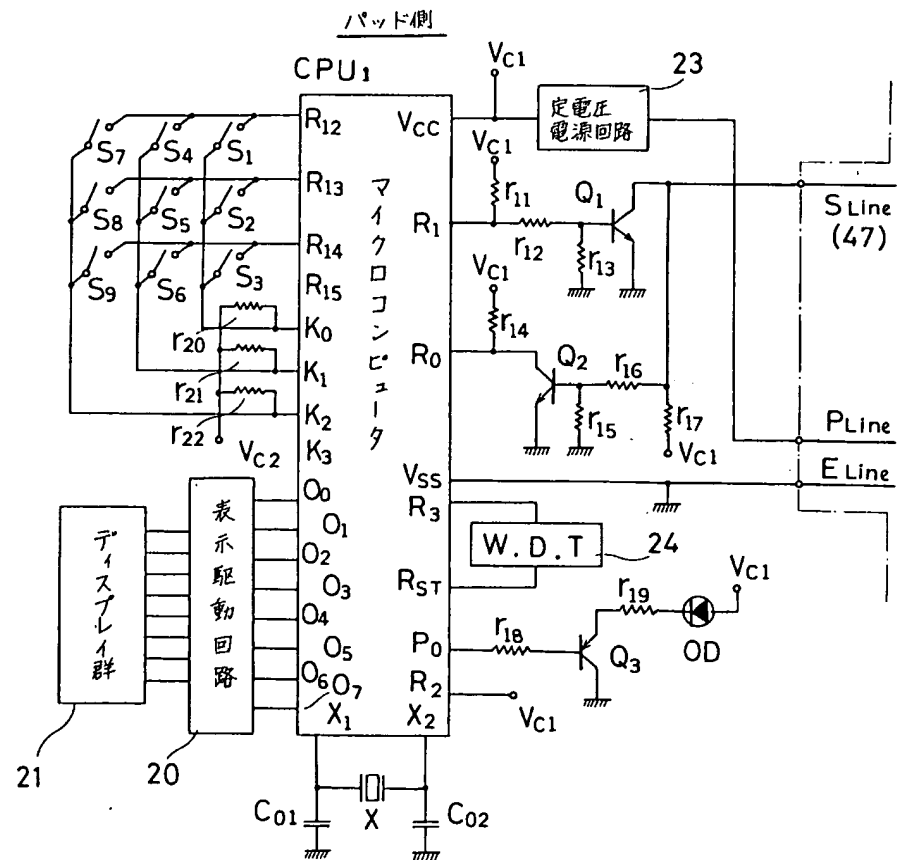 パッド側
CPU1
マイクロコンピュータ
R12
R13
R14
R15
K0
K1
K2
K3
O0
O1
O2
O3
O4
O5
O6
O7
X1
X2
VCC
R1
R0
VSS
R3
RST
P0
R2
S7
S4
S1
S8
S5
S2
S9
S6
S3
r20
r21
r22
VC2
ディスプレイ群
21
表示駆動回路
20
C01
X
C02
VC1
定電圧
電源回路
23
VC1
r11
r12
r13
Q1
S Line
(47)
VC1
r14
Q2
r15
r16
r17
VC1
P Line
E Line
W.D.T
24
r18
Q3
r19
OD
VC1
VC1